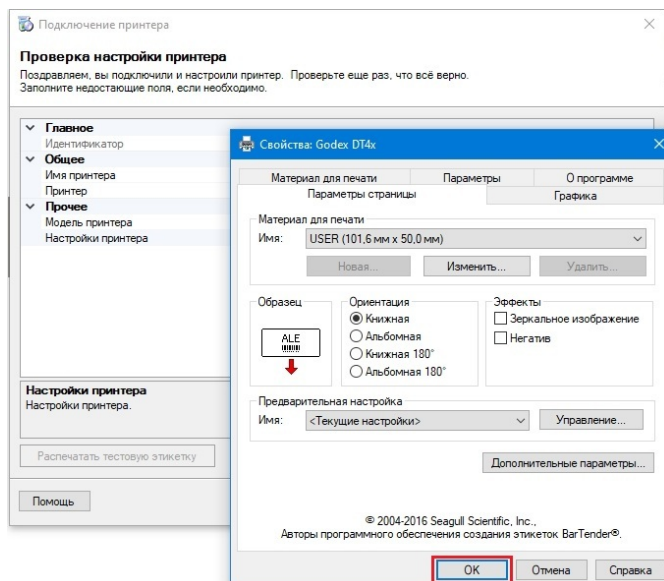 Подключение принтера
Проверка настройки принтера
Поздравляем, вы подключили и настроили принтер. Проверьте еще раз, что всё верно.
Заполните недостающие поля, если необходимо.
Главное
Идентификатор
Общее
Имя принтера
Принтер
Прочее
Модель принтера
Настройки принтера
Настройки принтера
Настройки принтера.
Распечатать тестовую этикетку
Помощь
Свойства: Godex DT4x
Материал для печати
Параметры
О программе
Параметры страницы
Графика
Материал для печати
Имя: USER (101,6 мм x 50,0 мм)
Новая... Изменить... Удалить...
Образец
ALE
Ориентация
Книжная
Альбомная
Книжная 180°
Альбомная 180°
Эффекты
Зеркальное изображение
Негатив
Предварительная настройка
Имя: <Текущие настройки> Управление...
Дополнительные параметры...
© 2004-2016 Seagull Scientific, Inc.,
Авторы программного обеспечения создания этикеток BarTender®.
OK Отмена Справка